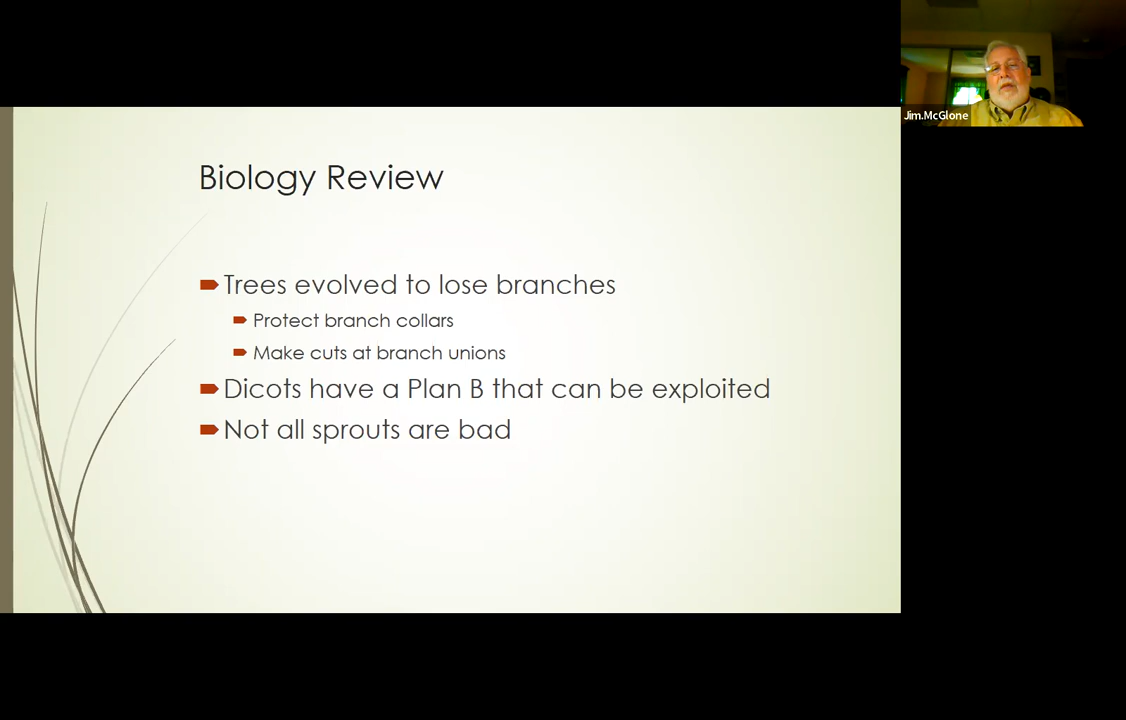 Jim.McGlone
Biology Review
Trees evolved to lose branches
Protect branch collars
Make cuts at branch unions
Dicots have a Plan B that can be exploited
Not all sprouts are bad